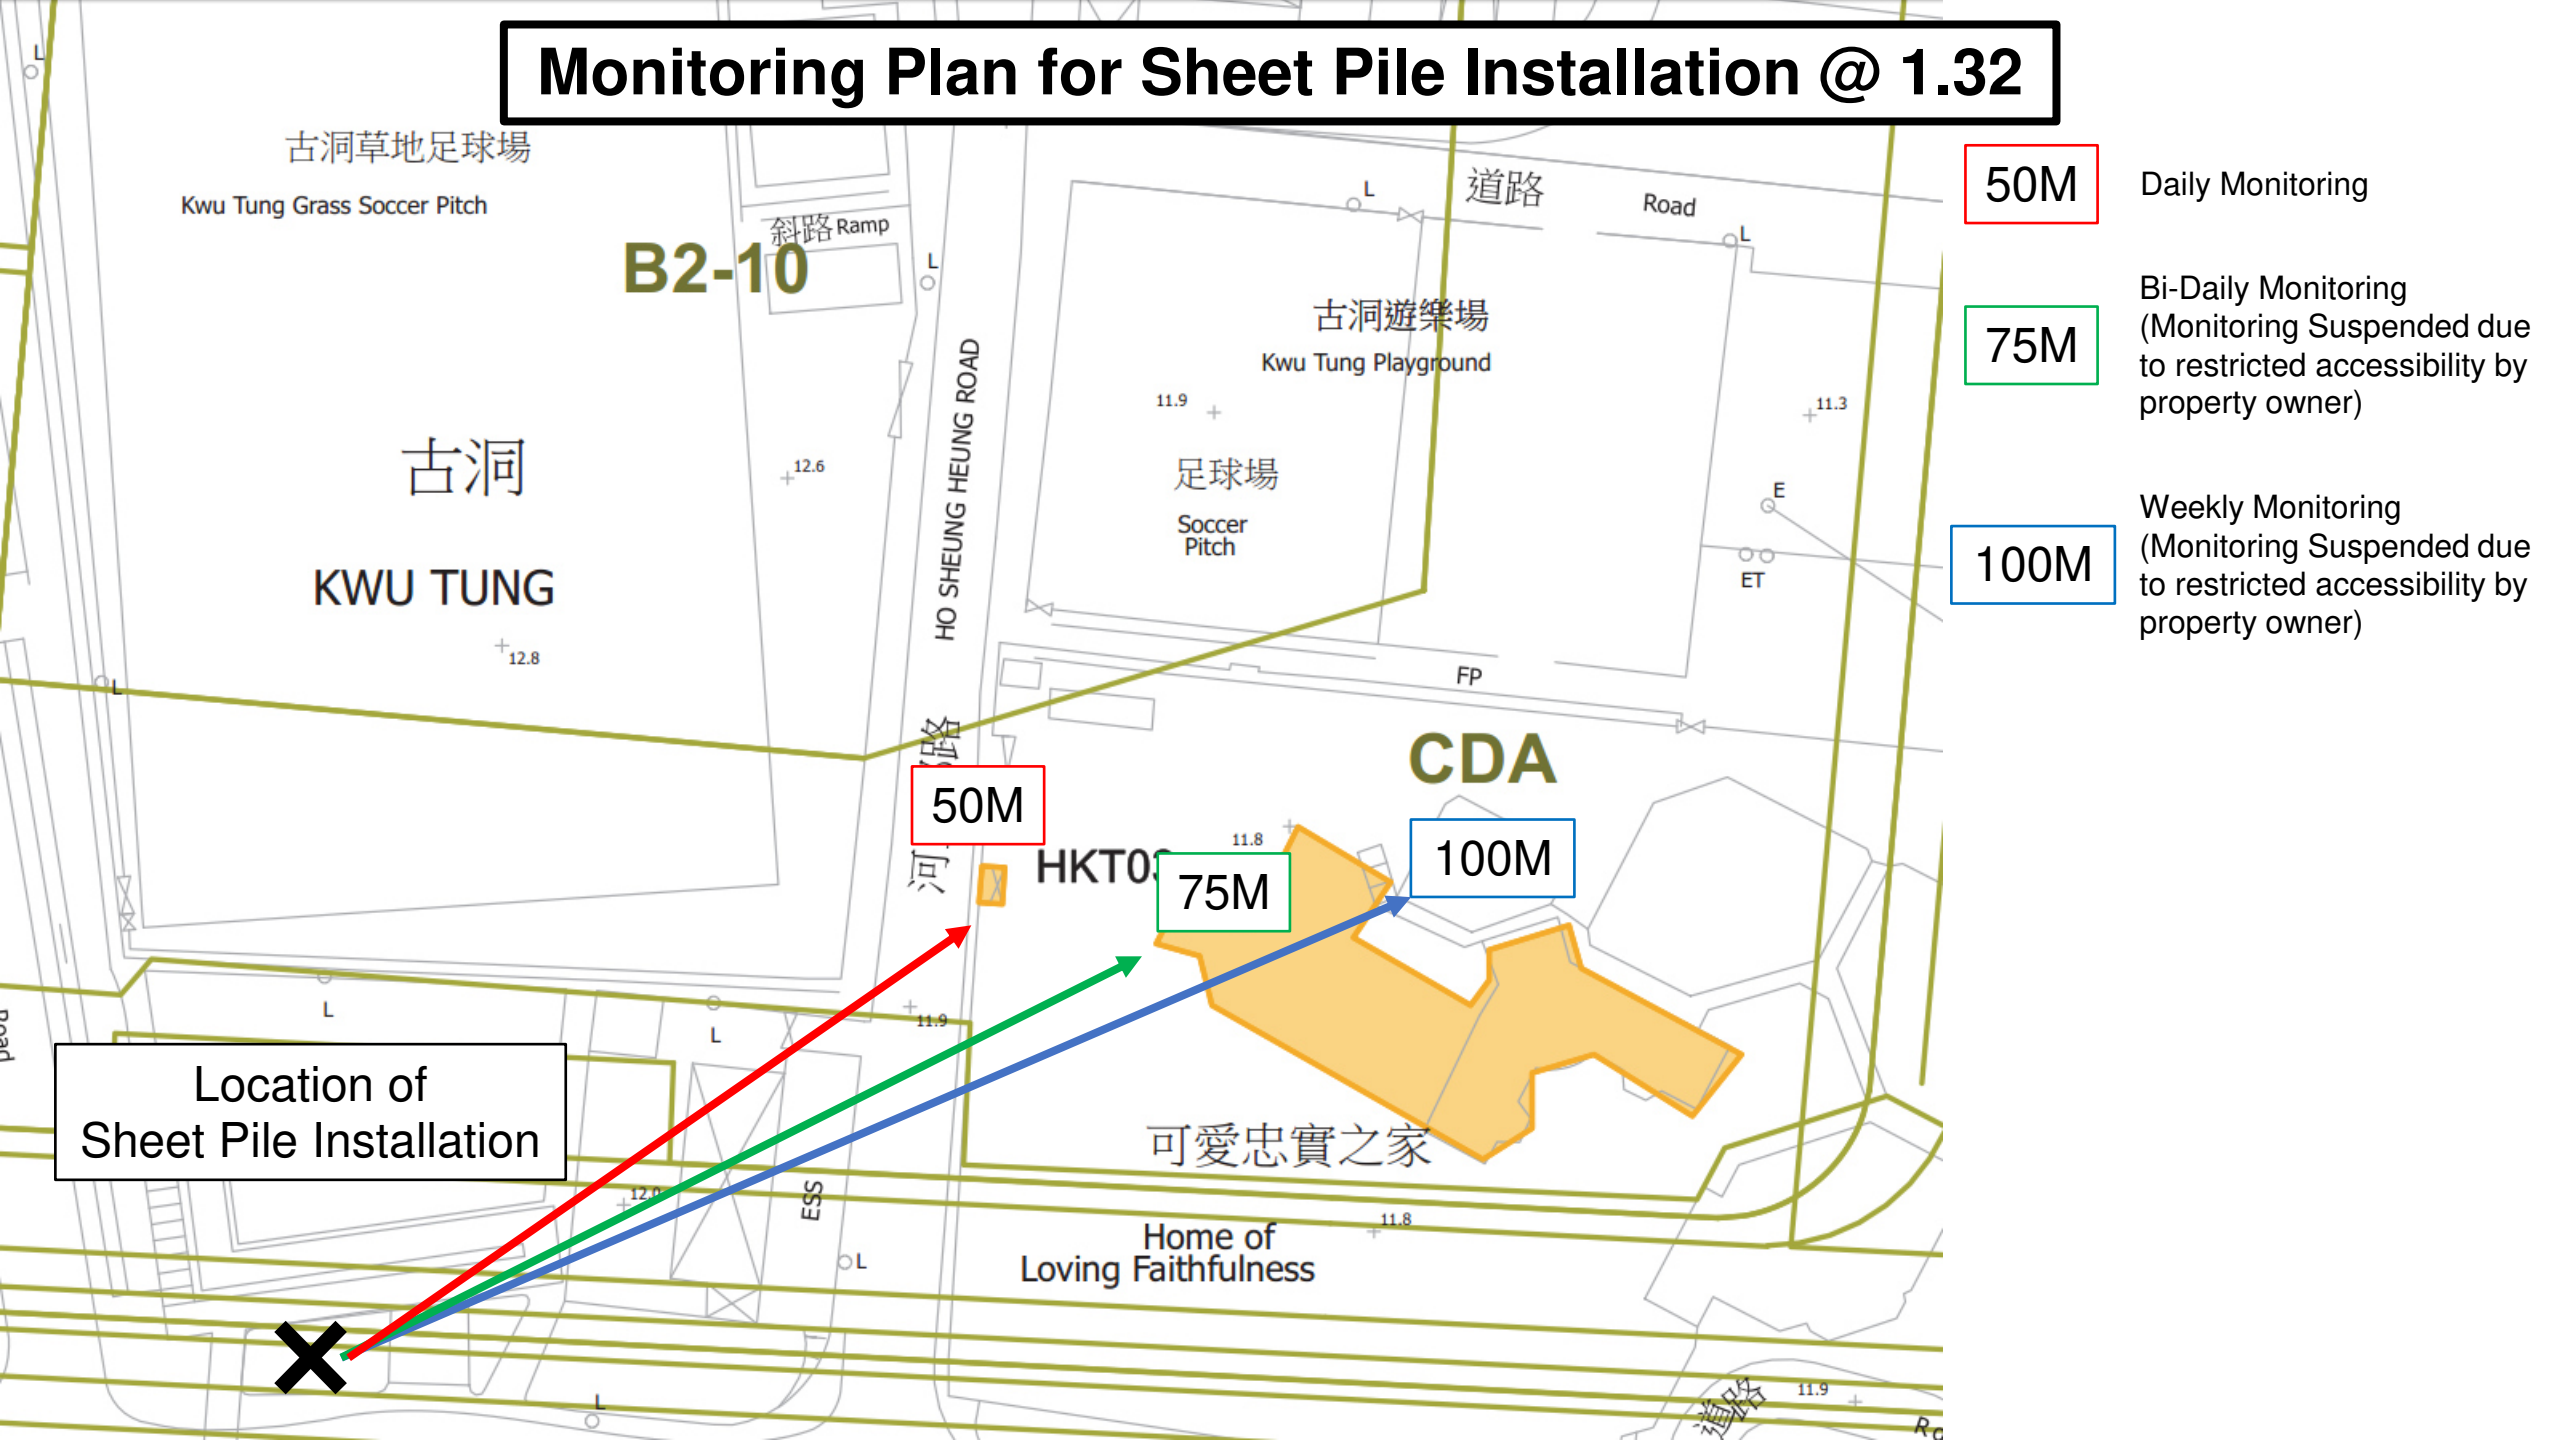 Monitoring Plan for Sheet Pile Installation @ 1.32
50M
Daily Monitoring
75M
Bi-Daily Monitoring
(Monitoring Suspended due
to restricted accessibility by
property owner)
100M
Weekly Monitoring
(Monitoring Suspended due
to restricted accessibility by
property owner)
L
古洞草地足球場
Kwu Tung Grass Soccer Pitch
斜路 Ramp
B2-10
L
道路
Road
L
L
古洞遊樂場
Kwu Tung Playground
11.9
11.3
足球場
Soccer
Pitch
12.6
古洞
KWU TUNG
12.8
L
HO SHEUNG HEUNG ROAD
E
ET
FP
CDA
河
路
50M
11.8
75M
100M
L
L
11.9
Road
Location of
Sheet Pile Installation
12.0
ESS
L
可愛忠實之家
Home of
Loving Faithfulness
11.8
L
道路
11.9